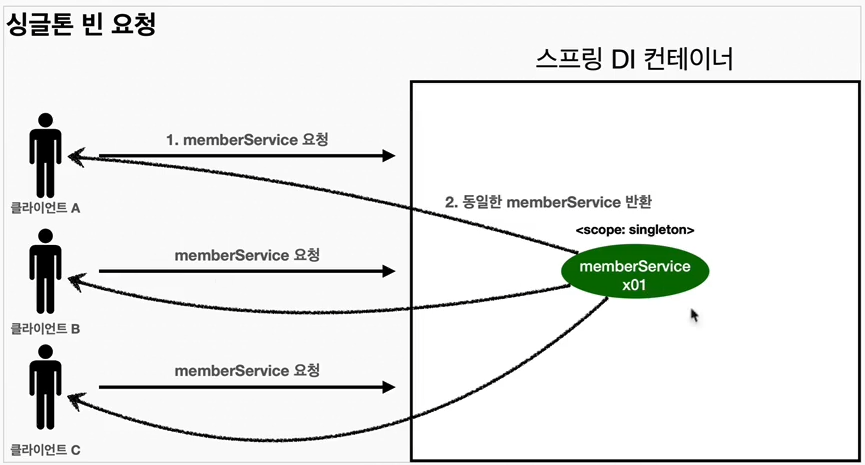 싱글톤 빈 요청
스프링 DI 컨테이너
1. memberService 요청
클라이언트 A
2. 동일한 memberService 반환
<scope: singleton>
memberService
x01
memberService 요청
클라이언트 B
memberService 요청
클라이언트 C